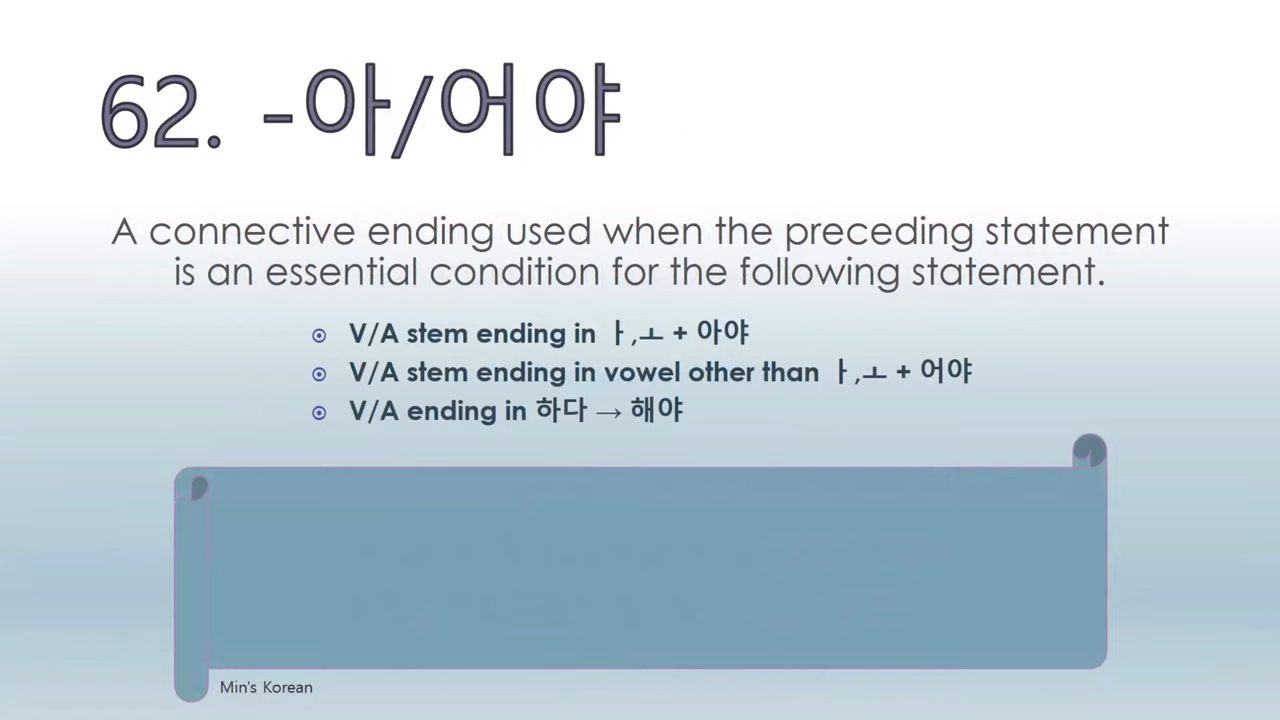 62. -아/어야
A connective ending used when the preceding statement
is an essential condition for the following statement.
V/A stem ending in ㅏ,ㅗ + 아야
V/A stem ending in vowel other than ㅏ,ㅗ + 어야
V/A ending in 하다 → 해야
Min's Korean